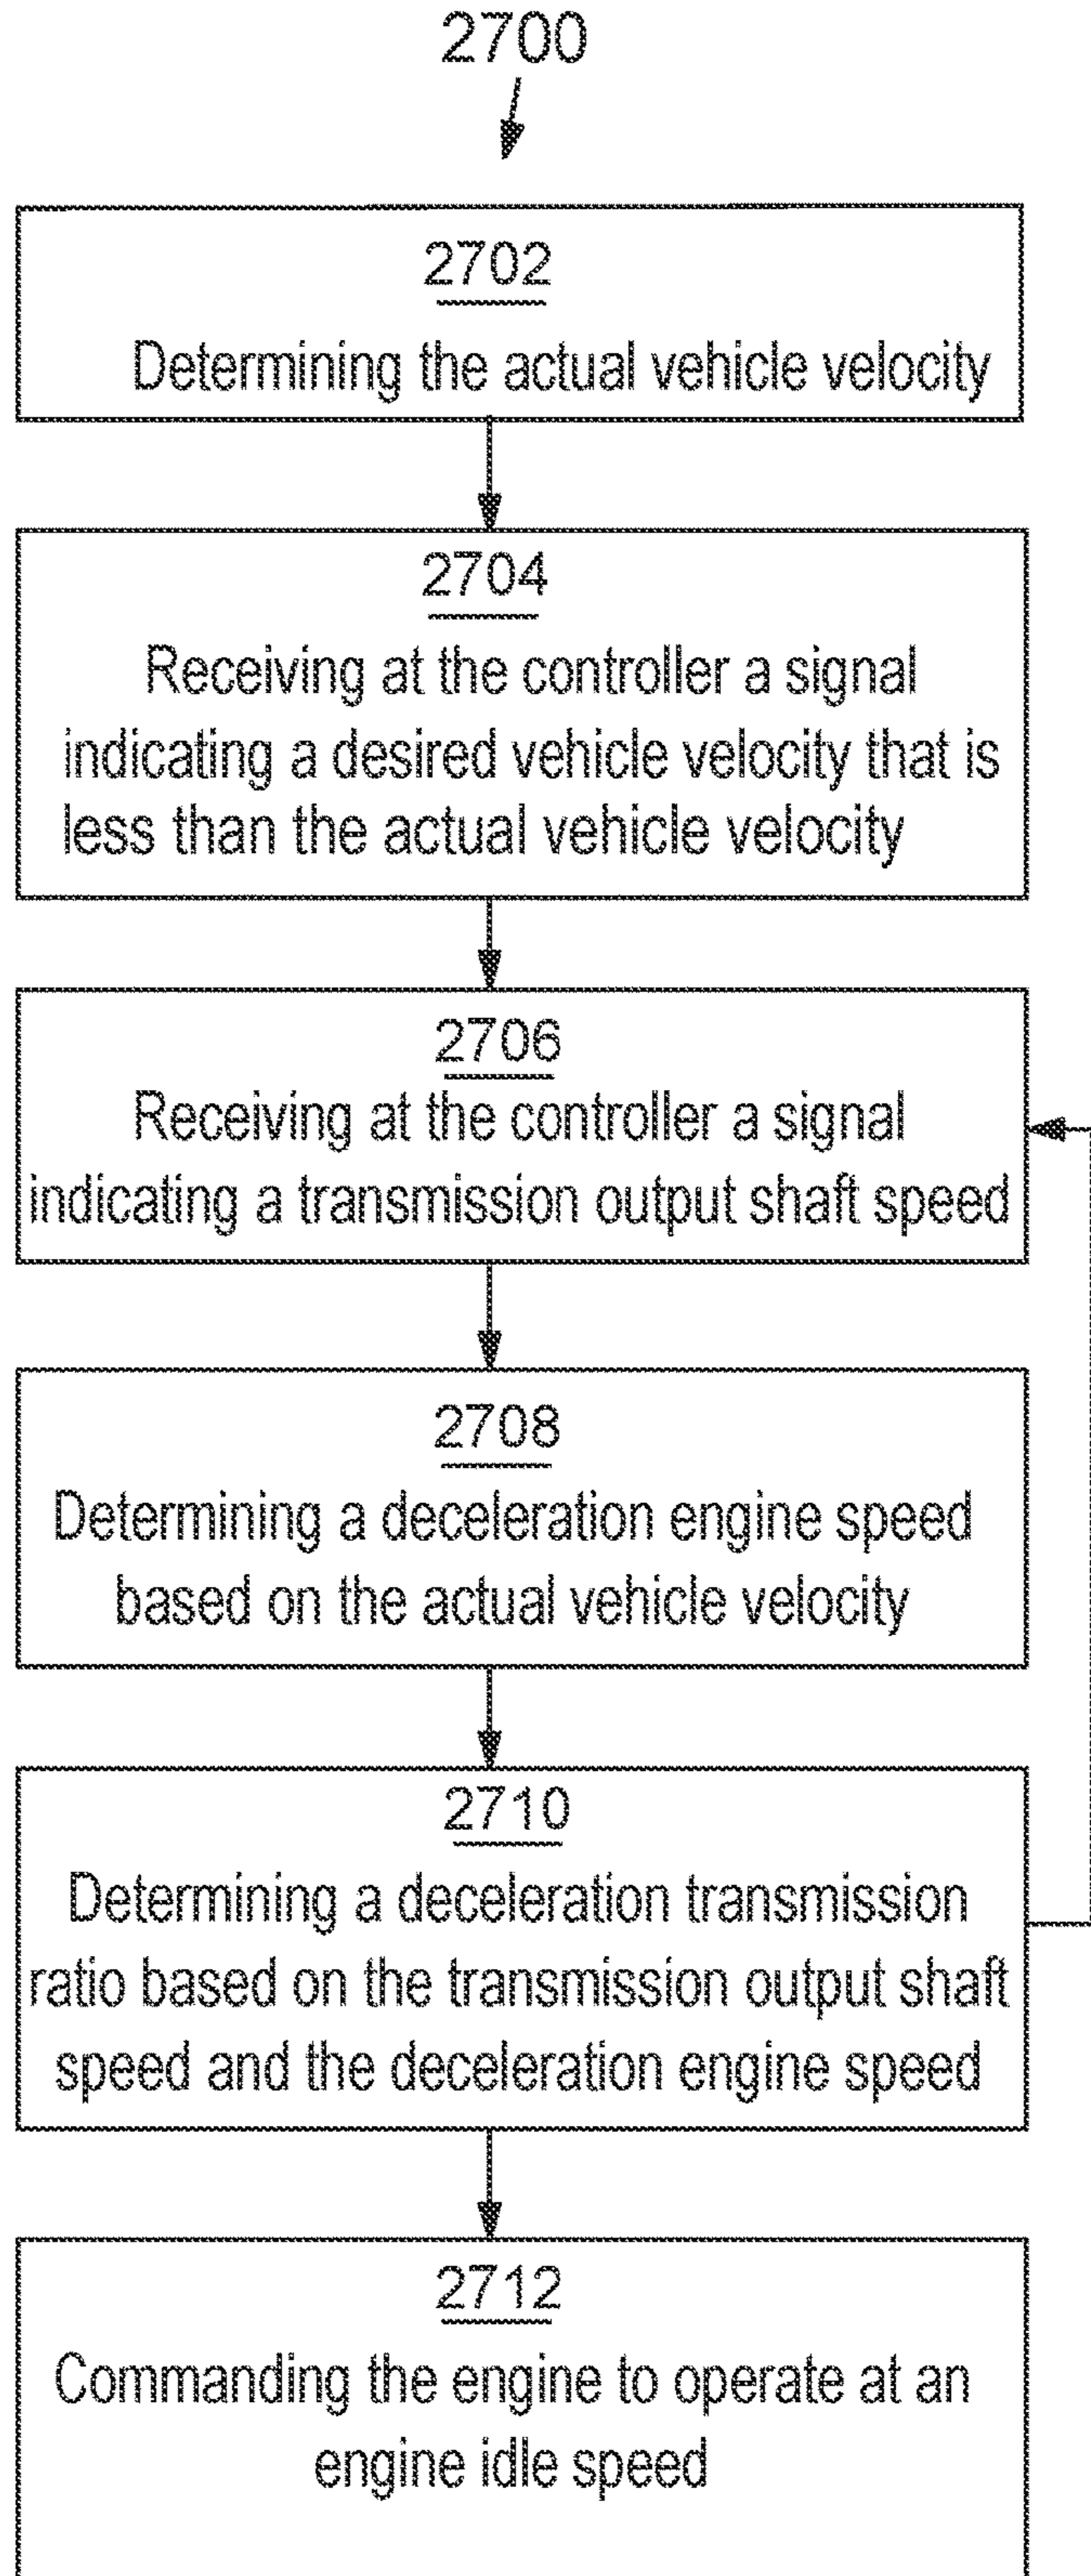 2700
2702
Determining the actual vehicle velocity
2704
Receiving at the controller a signal
indicating a desired vehicle velocity that is
less than the actual vehicle velocity
2706
Receiving at the controller a signal
indicating a transmission output shaft speed
2708
Determining a deceleration engine speed
based on the actual vehicle velocity
2710
Determining a deceleration transmission
ratio based on the transmission output shaft
speed and the deceleration engine speed
2712
Commanding the engine to operate at an
engine idle speed